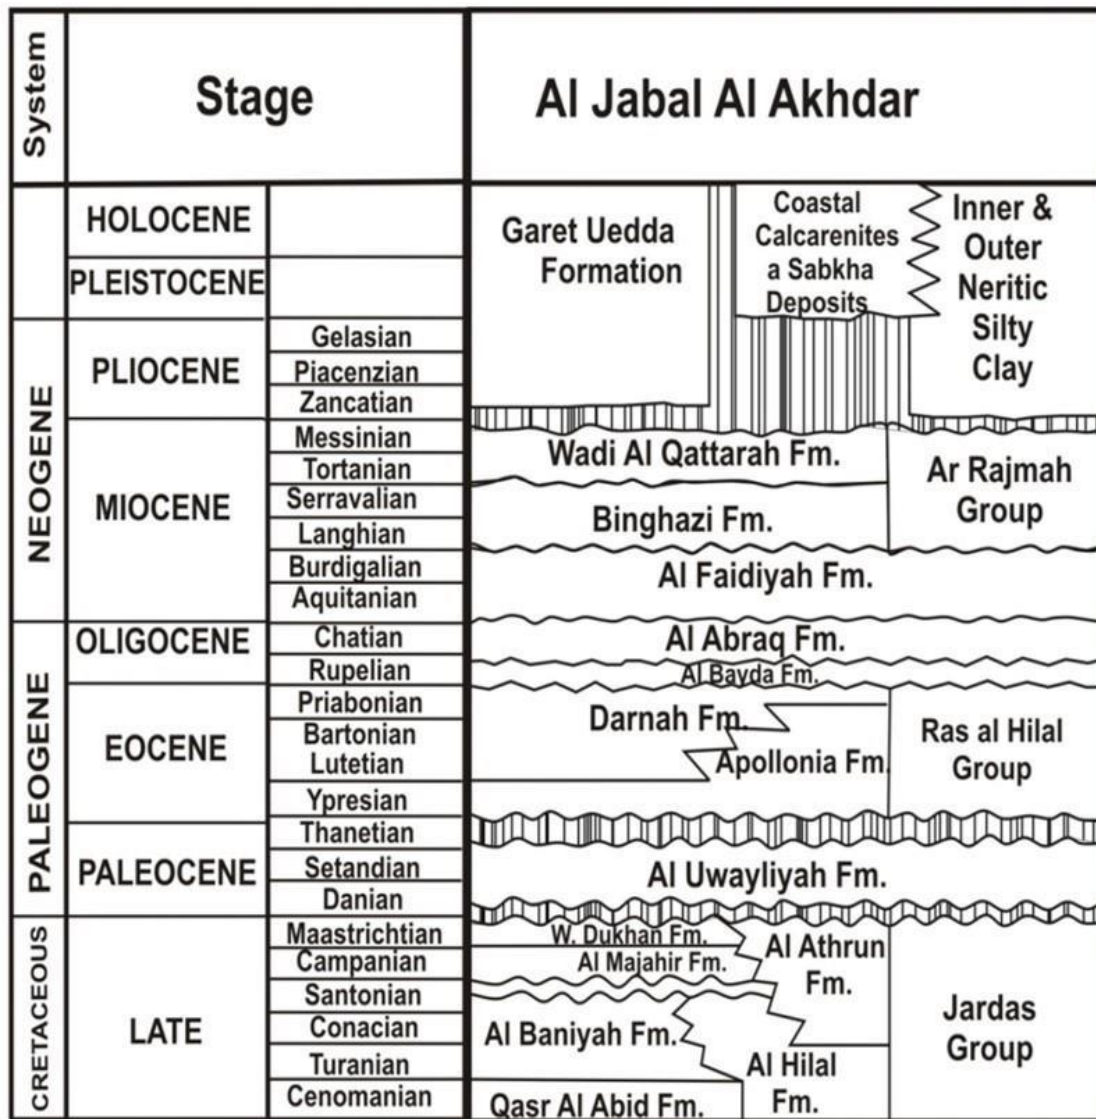 System
Stage
Al Jabal Al Akhdar
HOLOCENE
PLEISTOCENE
NEOGENE
PLIOCENE
Gelasian
Piacenzian
Zancatian
MIOCENE
Messinian
Tortanian
Serravalian
Langhian
Burdigalian
Aquitanian
PALEOGENE
OLIGOCENE
Chatian
Rupelian
EOCENE
Priabonian
Bartonian
Lutetian
Ypresian
PALEOCENE
Thanetian
Setandian
Danian
CRETACEOUS
LATE
Maastrichtian
Campanian
Santonian
Conacian
Turanian
Cenomanian
Garet Uedda
Formation
Coastal
Calcarenites
a Sabkha
Deposits
Inner &
Outer
Neritic
Silty
Clay
Wadi Al Qattarah Fm.
Binghazi Fm.
Ar Rajmah
Group
Al Faidiyah Fm.
Al Abraq Fm.
Al Bayda Fm.
Darnah Fm.
Apollonia Fm.
Ras al Hilal
Group
Al Uwayliyah Fm.
W. Dukhan Fm.
Al Majahir Fm.
Al Athrun
Fm.
Al Baniyah Fm.
Al Hilal
Fm.
Qasr Al Abid Fm.
Jardas
Group